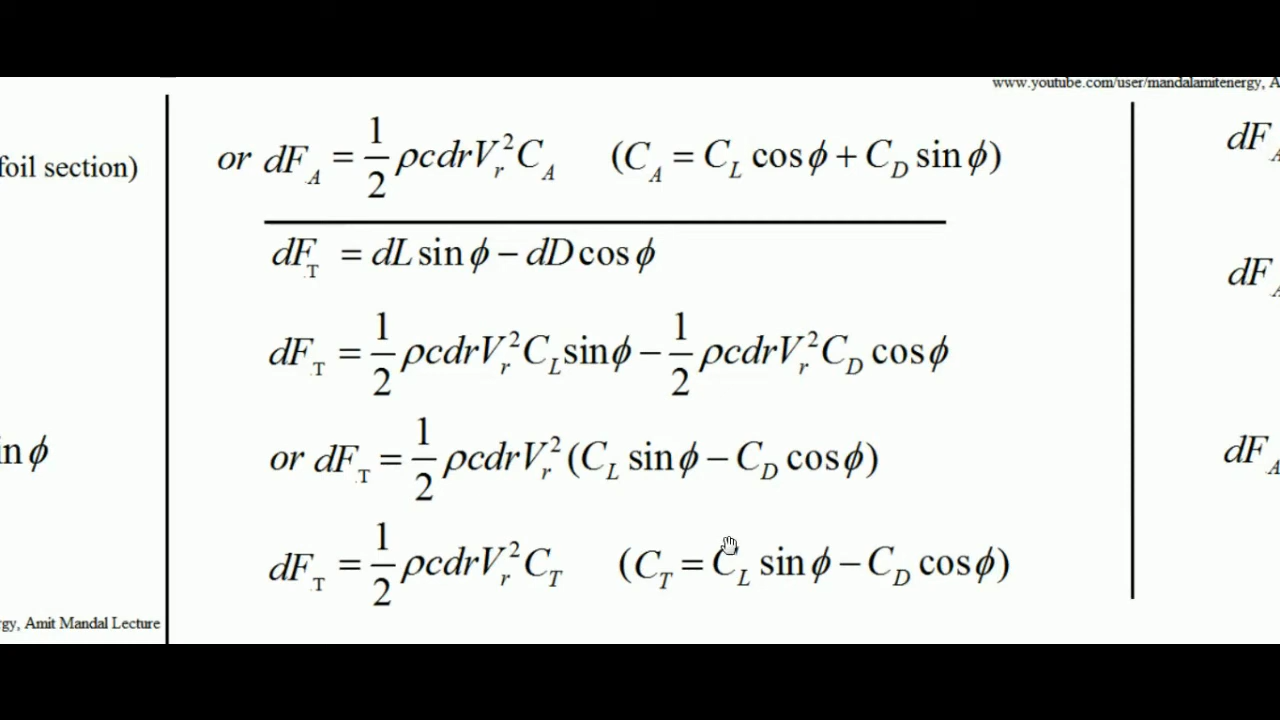 www.youtube.com/user/mandalamitenergy, A
foil section)
in ϕ
gy, Amit Mandal Lecture
or dF_A = 1/2 ρcdrV_r^2 C_A (C_A = C_L cos ϕ + C_D sin ϕ)
dF_T = dL sin ϕ − dD cos ϕ
dF_T = 1/2 ρcdrV_r^2 C_L sin ϕ − 1/2 ρcdrV_r^2 C_D cos ϕ
or dF_T = 1/2 ρcdrV_r^2 (C_L sin ϕ − C_D cos ϕ)
dF_T = 1/2 ρcdrV_r^2 C_T (C_T = C_L sin ϕ − C_D cos ϕ)
dF_A
dF_A
dF_A